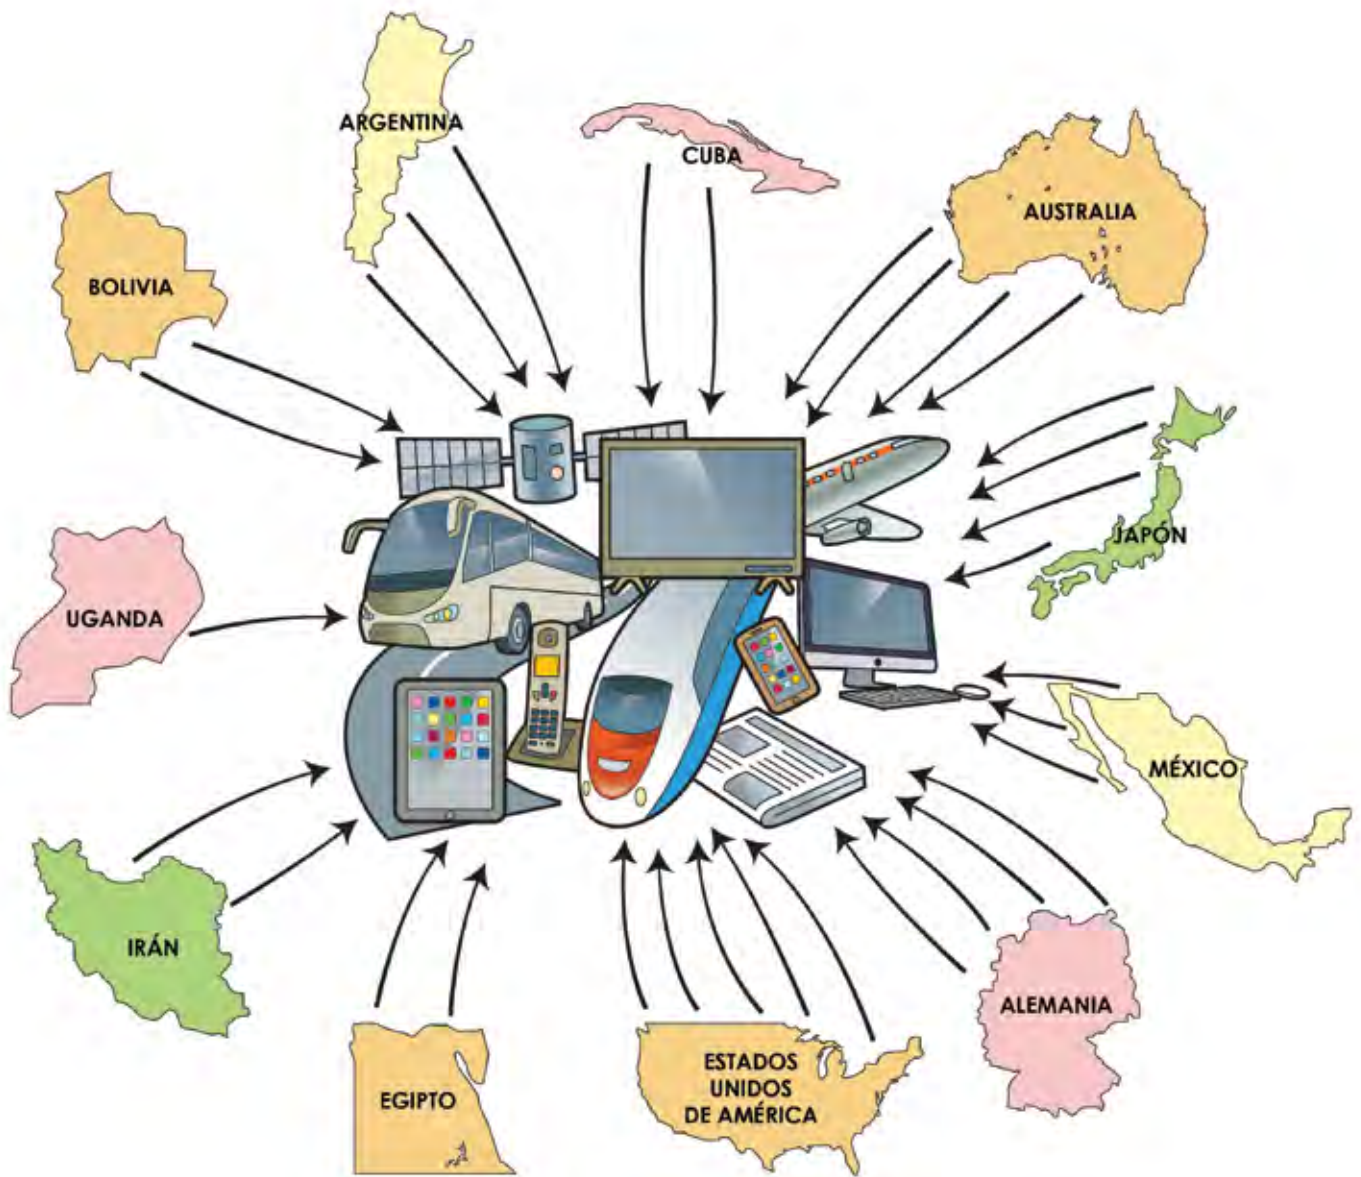 ARGENTINA
CUBA
AUSTRALIA
BOLIVIA
JAPÓN
UGANDA
MÉXICO
IRÁN
ALEMANIA
EGIPTO
ESTADOS
UNIDOS
DE AMÉRICA